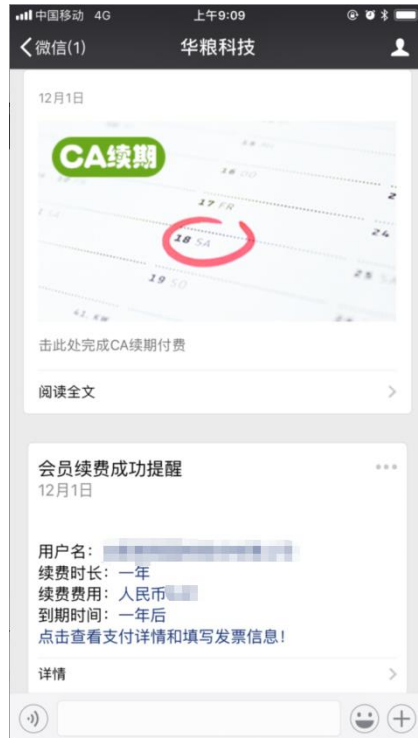 中国移动 4G 上午9:09
微信(1) 华粮科技
12月1日
CA续期
16 DO
17 FR
18 SA
19 SO
24
25
击此处完成CA续期付费
阅读全文
会员续费成功提醒
12月1日
用户名:
续费时长: 一年
续费费用: 人民币
到期时间: 一年后
点击查看支付详情和填写发票信息!
详情